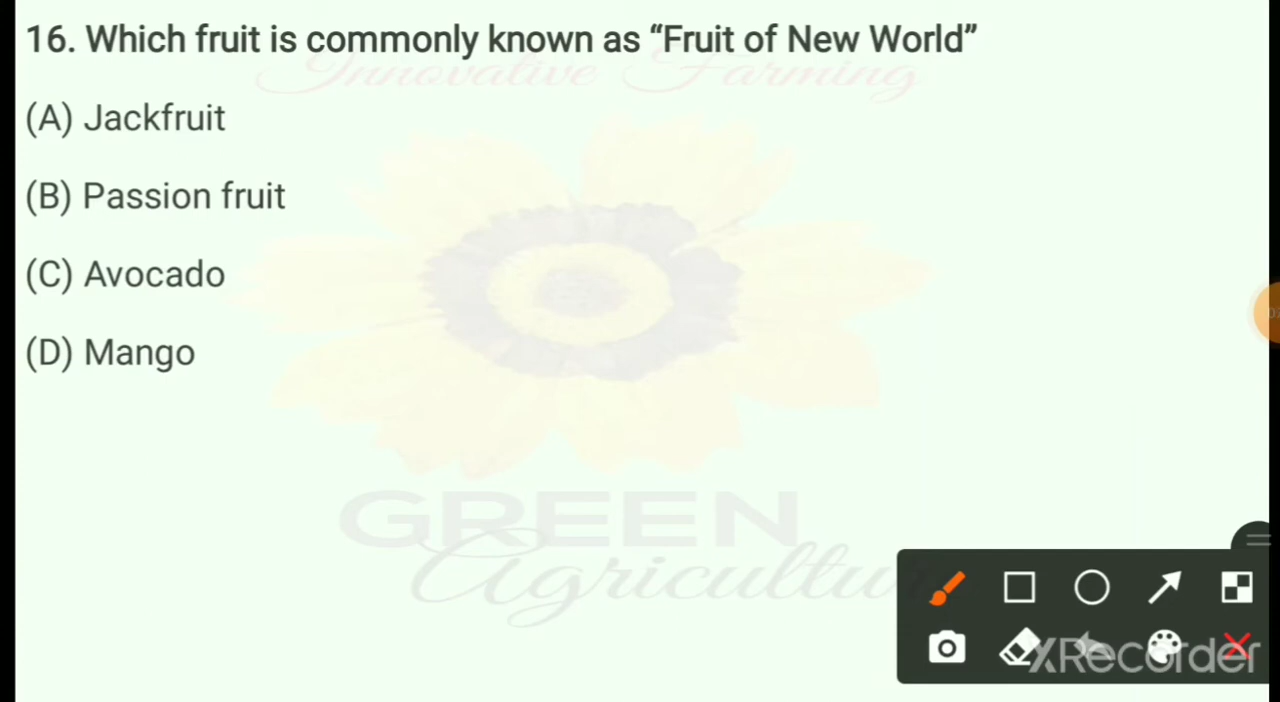 16. Which fruit is commonly known as “Fruit of New World”
Innovative Farming
(A) Jackfruit
(B) Passion fruit
(C) Avocado
(D) Mango
GREEN
Agriculture
XRecorder